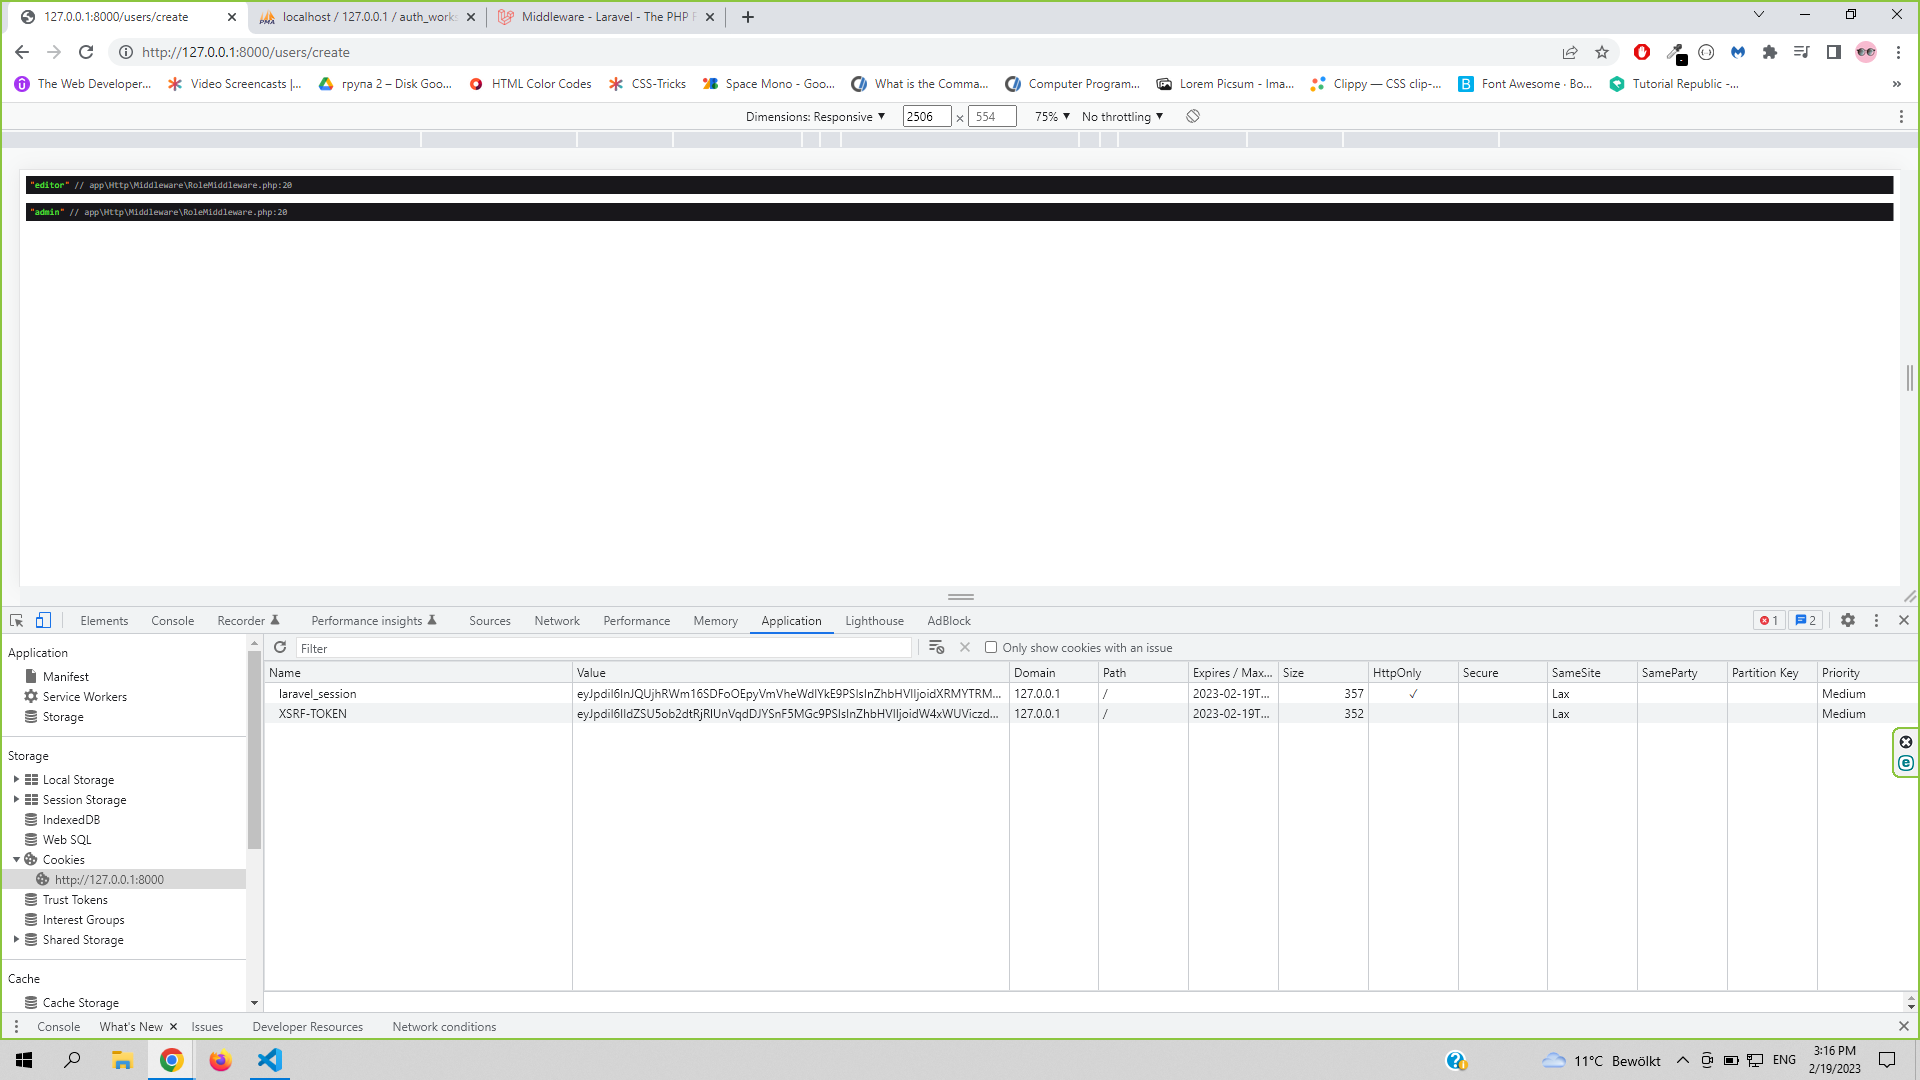 127.0.0.1:8000/users/create
localhost / 127.0.0.1 / auth_works
Middleware - Laravel - The PHP F
http://127.0.0.1:8000/users/create
The Web Developer...
Video Screencasts |...
група 2 – Disk Goo...
HTML Color Codes
CSS-Tricks
Space Mono - Goo...
What is the Comma...
Computer Program...
Lorem Picsum - Ima...
Clippy — CSS clip-...
Font Awesome · Bo...
Tutorial Republic -...
»
Dimensions: Responsive ▼ 2506 × 554 75% ▼ No throttling ▼
"editor" // app\Http\Middleware\RoleMiddleware.php:20
"admin" // app\Http\Middleware\RoleMiddleware.php:20
Elements Console Recorder Performance insights Sources Network Performance Memory Application Lighthouse AdBlock 1 2
Application
Manifest
Service Workers
Storage
Storage
Local Storage
Session Storage
IndexedDB
Web SQL
Cookies
http://127.0.0.1:8000
Trust Tokens
Interest Groups
Shared Storage
Cache
Cache Storage
Filter Only show cookies with an issue
Name Value Domain Path Expires / Max... Size HttpOnly Secure SameSite SameParty Partition Key Priority
laravel_session 127.0.0.1 / 2023-02-19T... 357 ✓ Lax Medium
XSRF-TOKEN 127.0.0.1 / 2023-02-19T... 352 Lax Medium
Console What's New Issues Developer Resources Network conditions
11°C Bewölkt ENG 3:16 PM
2/19/2023